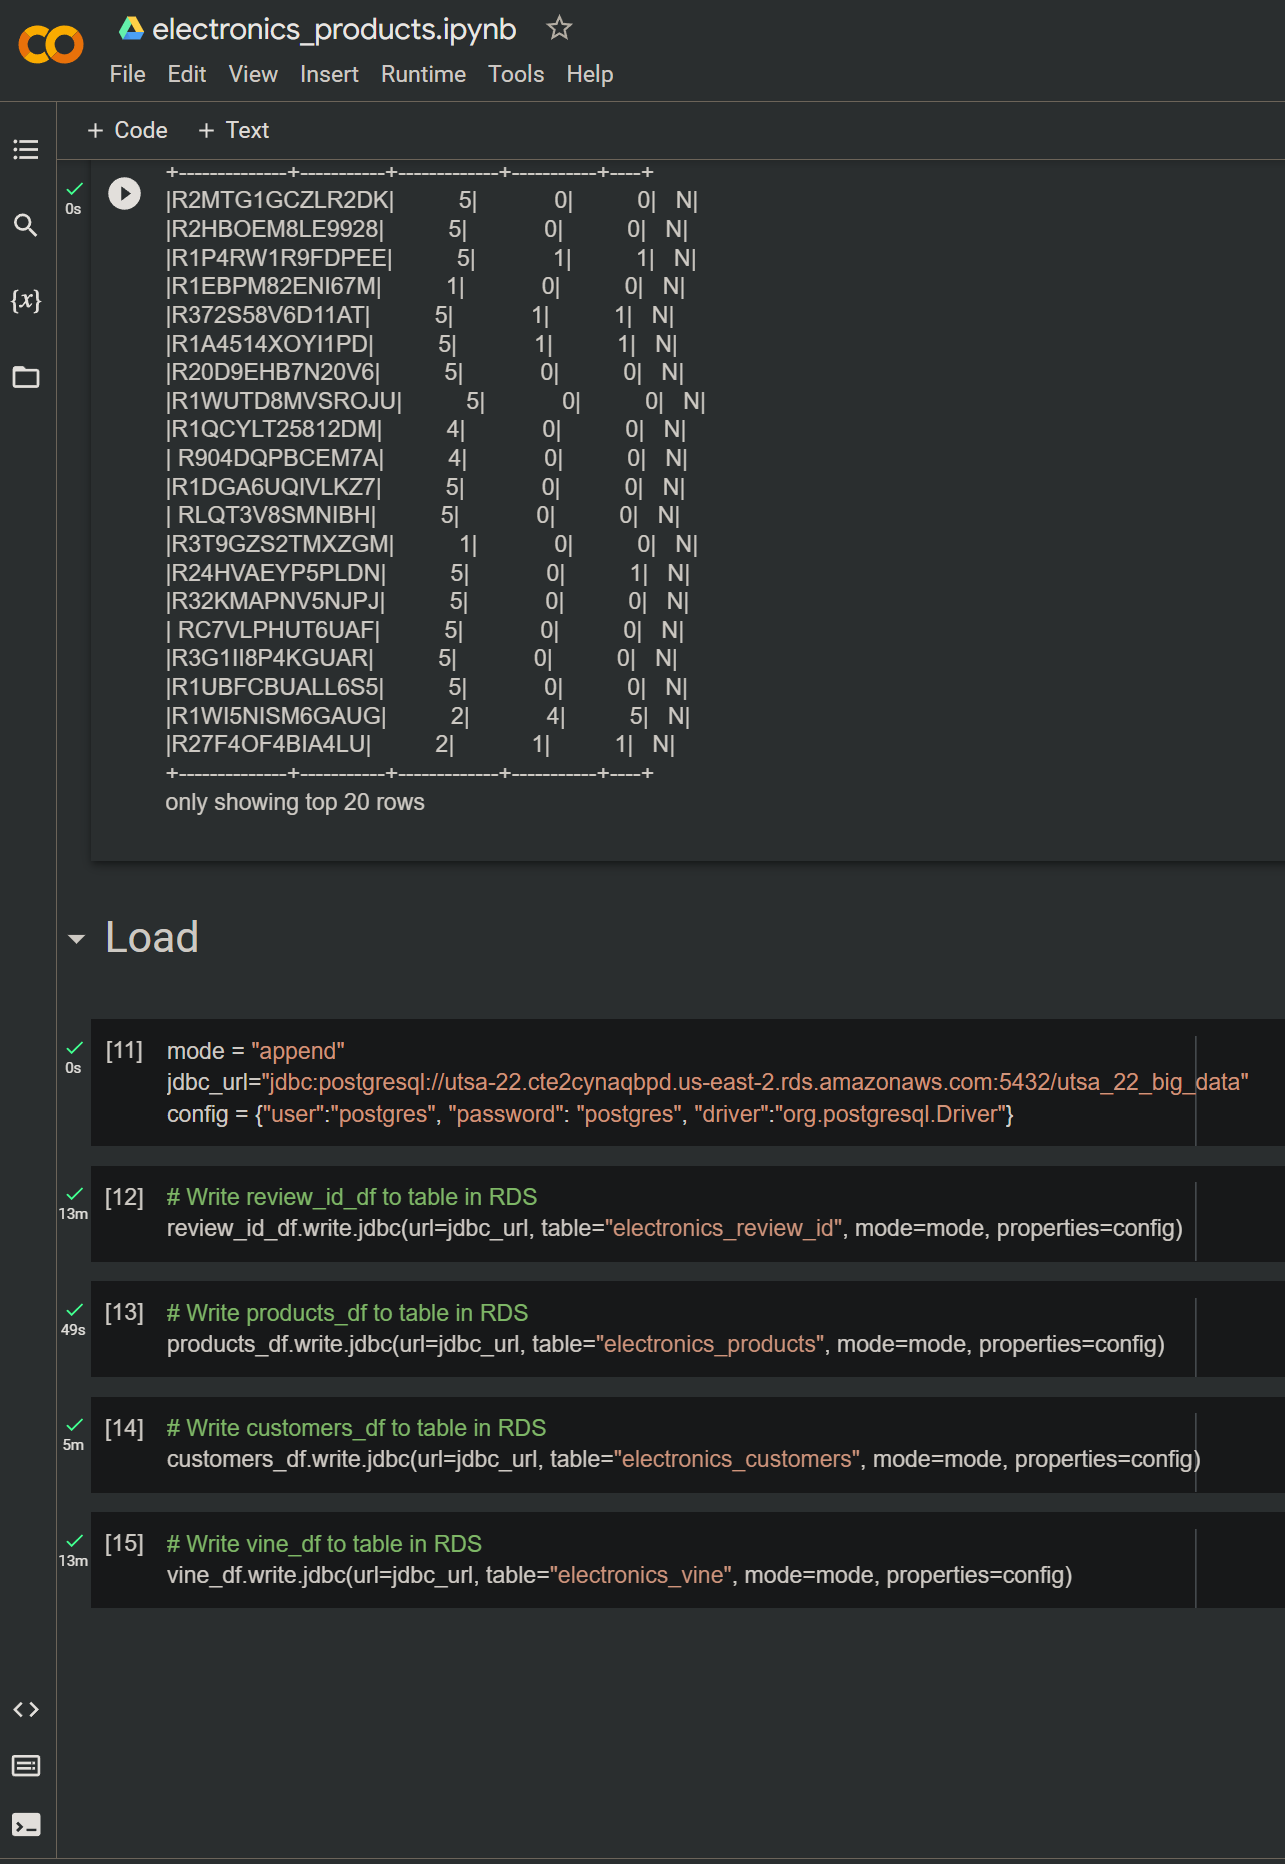 electronics_products.ipynb
File Edit View Insert Runtime Tools Help
+ Code + Text
0s
+--------------+-----------+-------------+-----------+----+
|R2MTG1GCZLR2DK| 5| 0| 0| N|
|R2HBOEM8LE9928| 5| 0| 0| N|
|R1P4RW1R9FDPEE| 5| 1| 1| N|
|R1EBPM82ENI67M| 1| 0| 0| N|
|R372S58V6D11AT| 5| 1| 1| N|
|R1A4514XOYI1PD| 5| 1| 1| N|
|R20D9EHB7N20V6| 5| 0| 0| N|
|R1WUTD8MVSROJU| 5| 0| 0| N|
|R1QCYLT25812DM| 4| 0| 0| N|
| R904DQPBCEM7A| 4| 0| 0| N|
|R1DGA6UQIVLKZ7| 5| 0| 0| N|
| RLQT3V8SMNIBH| 5| 0| 0| N|
|R3T9GZS2TMXZGM| 1| 0| 0| N|
|R24HVAEYP5PLDN| 5| 0| 1| N|
|R32KMAPNV5NJPJ| 5| 0| 0| N|
| RC7VLPHUT6UAF| 5| 0| 0| N|
|R3G1II8P4KGUAR| 5| 0| 0| N|
|R1UBFCBUALL6S5| 5| 0| 0| N|
|R1WI5NISM6GAUG| 2| 4| 5| N|
|R27F4OF4BIA4LU| 2| 1| 1| N|
+--------------+-----------+-------------+-----------+----+
only showing top 20 rows
Load
0s
[11] mode = "append"
jdbc_url="jdbc:postgresql://utsa-22.cte2cynaqbpd.us-east-2.rds.amazonaws.com:5432/utsa_22_big_data"
config = {"user":"postgres", "password": "postgres", "driver":"org.postgresql.Driver"}
13m
[12] # Write review_id_df to table in RDS
review_id_df.write.jdbc(url=jdbc_url, table="electronics_review_id", mode=mode, properties=config)
49s
[13] # Write products_df to table in RDS
products_df.write.jdbc(url=jdbc_url, table="electronics_products", mode=mode, properties=config)
5m
[14] # Write customers_df to table in RDS
customers_df.write.jdbc(url=jdbc_url, table="electronics_customers", mode=mode, properties=config)
13m
[15] # Write vine_df to table in RDS
vine_df.write.jdbc(url=jdbc_url, table="electronics_vine", mode=mode, properties=config)